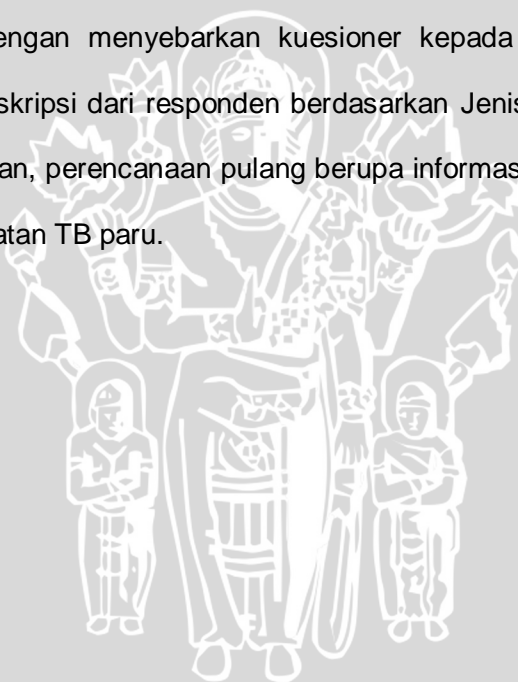 engan menyebarkan kuesioner kepada
skripsi dari responden berdasarkan Jenis
an, perencanaan pulang berupa informas
atan TB paru.